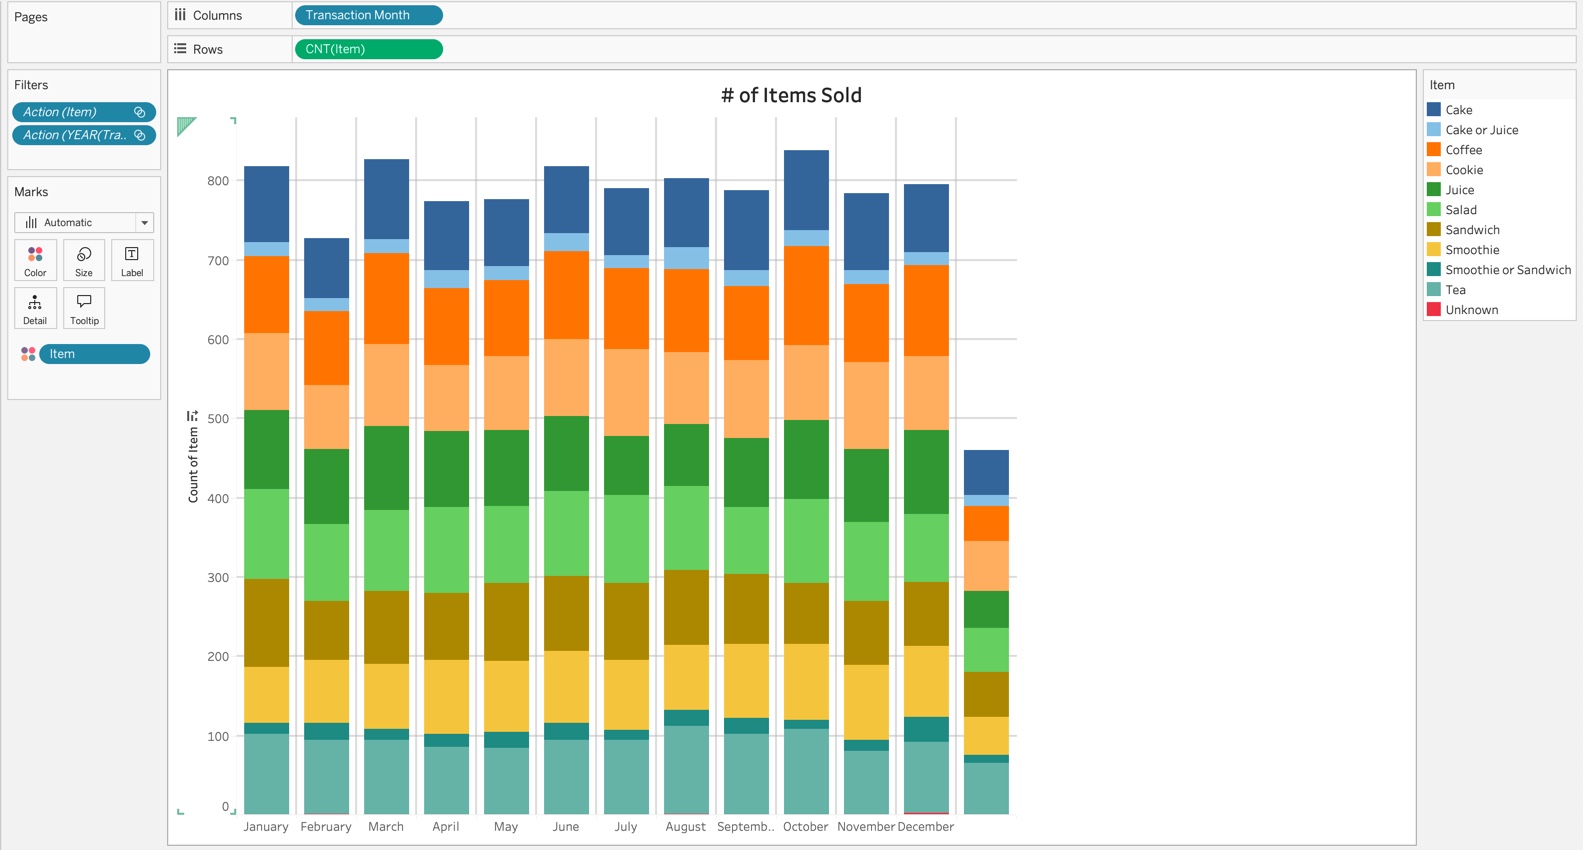 Pages
Columns
Transaction Month
Rows
CNT(Item)
Filters
Action (Item)
Action (YEAR(Tra..
Marks
Automatic
Color
Size
Label
Detail
Tooltip
Item
# of Items Sold
Count of Item
800
700
600
500
400
300
200
100
0
January February March April May June July August Septemb.. October November December
Item
Cake
Cake or Juice
Coffee
Cookie
Juice
Salad
Sandwich
Smoothie
Smoothie or Sandwich
Tea
Unknown